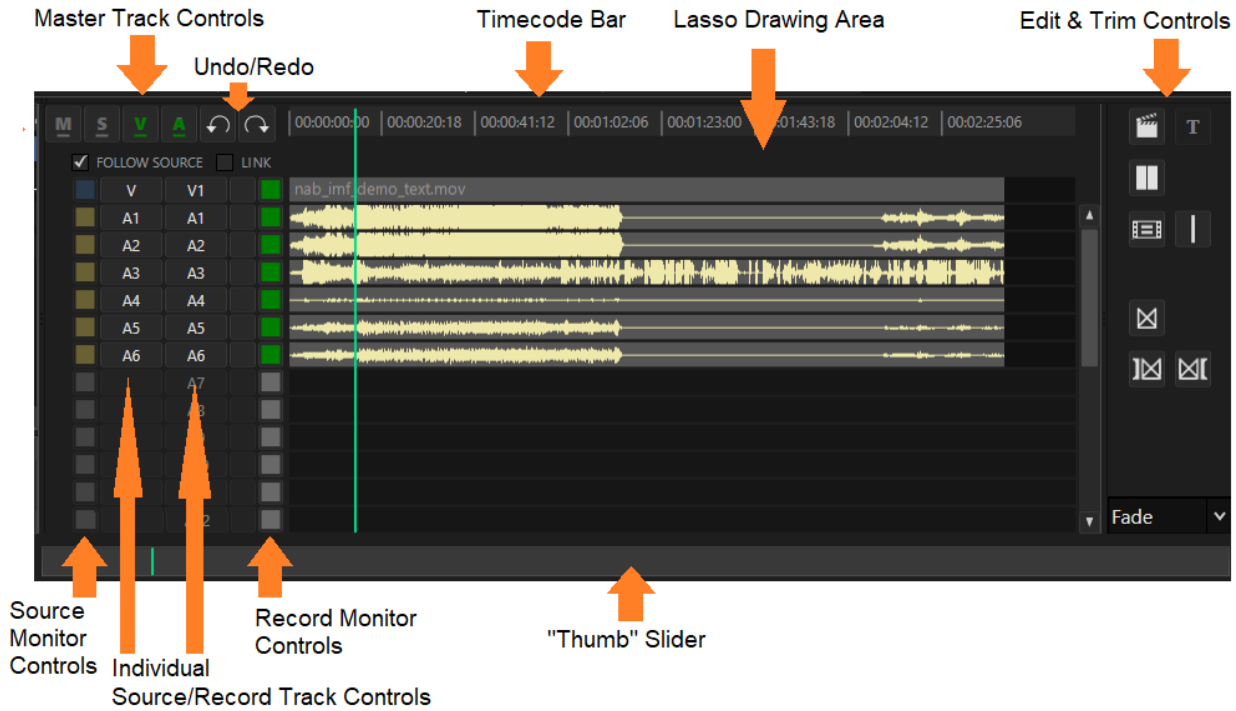 Master Track Controls
Timecode Bar
Lasso Drawing Area
Edit & Trim Controls
Undo/Redo
M S V A
00:00:00:00 00:00:20:18 00:00:41:12 00:01:02:06 00:01:23:00 :01:43:18 00:02:04:12 00:02:25:06
T
FOLLOW SOURCE LINK
V V1 nab_imf_demo_text.mov
A1 A1
A2 A2
A3 A3
A4 A4
A5 A5
A6 A6
A7
Fade
Source
Monitor
Controls
Individual
Source/Record Track Controls
Record Monitor
Controls
"Thumb" Slider